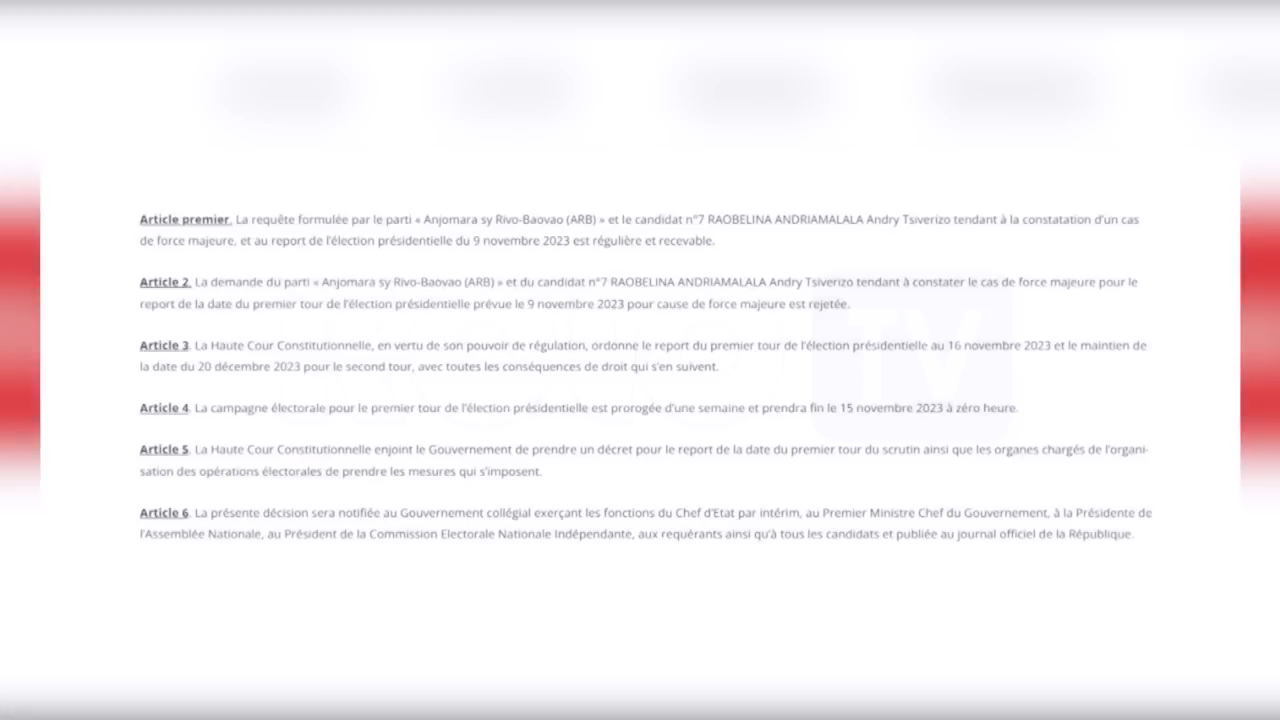 Article premier. La requête formulée par le parti « Anjomara sy Rivo-Baovao (ARB) » et le candidat n°7 RAOBELINA ANDRIAMALALA Andry Tsiverizo tendant à la constatation d'un cas
de force majeure, et au report de l'élection présidentielle du 9 novembre 2023 est régulière et recevable.
Article 2. La demande du parti « Anjomara sy Rivo-Baovao (ARB) » et du candidat n°7 RAOBELINA ANDRIAMALALA Andry Tsiverizo tendant à constater le cas de force majeure pour le
report de la date du premier tour de l'élection présidentielle prévue le 9 novembre 2023 pour cause de force majeure est rejetée.
Article 3. La Haute Cour Constitutionnelle, en vertu de son pouvoir de régulation, ordonne le report du premier tour de l'élection présidentielle au 16 novembre 2023 et le maintien de
la date du 20 décembre 2023 pour le second tour, avec toutes les conséquences de droit qui s'en suivent.
Article 4. La campagne électorale pour le premier tour de l'élection présidentielle est prorogée d'une semaine et prendra fin le 15 novembre 2023 à zéro heure.
Article 5. La Haute Cour Constitutionnelle enjoint le Gouvernement de prendre un décret pour le report de la date du premier tour du scrutin ainsi que les organes chargés de l'organi-
sation des opérations électorales de prendre les mesures qui s'imposent.
Article 6. La présente décision sera notifiée au Gouvernement collégial exerçant les fonctions du Chef d'Etat par intérim, au Premier Ministre Chef du Gouvernement, à la Présidente de
l'Assemblée Nationale, au Président de la Commission Electorale Nationale Indépendante, aux requérants ainsi qu'à tous les candidats et publiée au journal officiel de la République.
TV